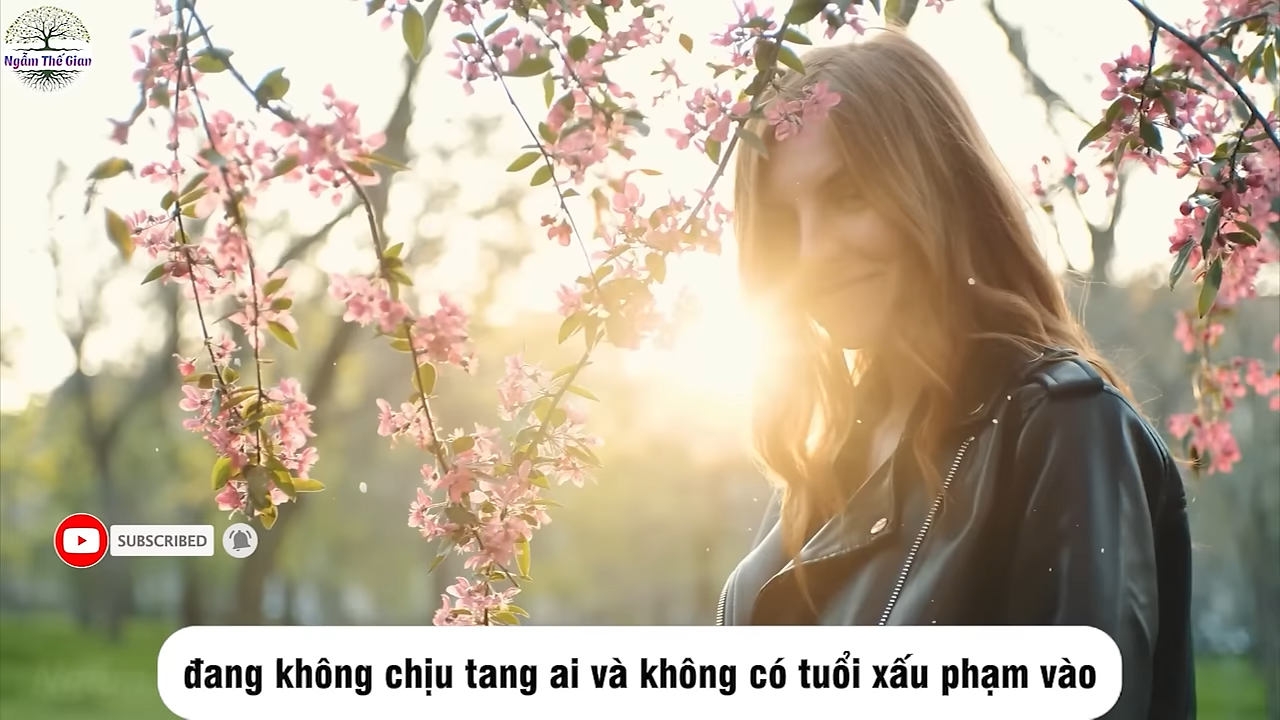 Ngẫm Thế Gian
SUBSCRIBED
đang không chịu tang ai và không có tuổi xấu phạm vào